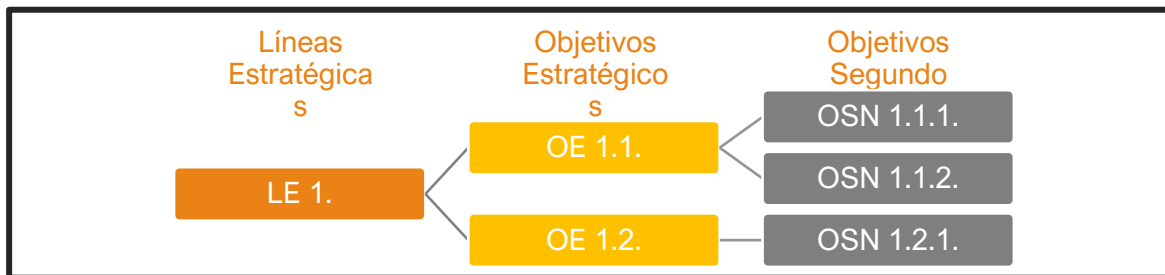 Líneas
Estratégica
s
Objetivos
Estratégico
s
Objetivos
Segundo
LE 1.
OE 1.1.
OE 1.2.
OSN 1.1.1.
OSN 1.1.2.
OSN 1.2.1.